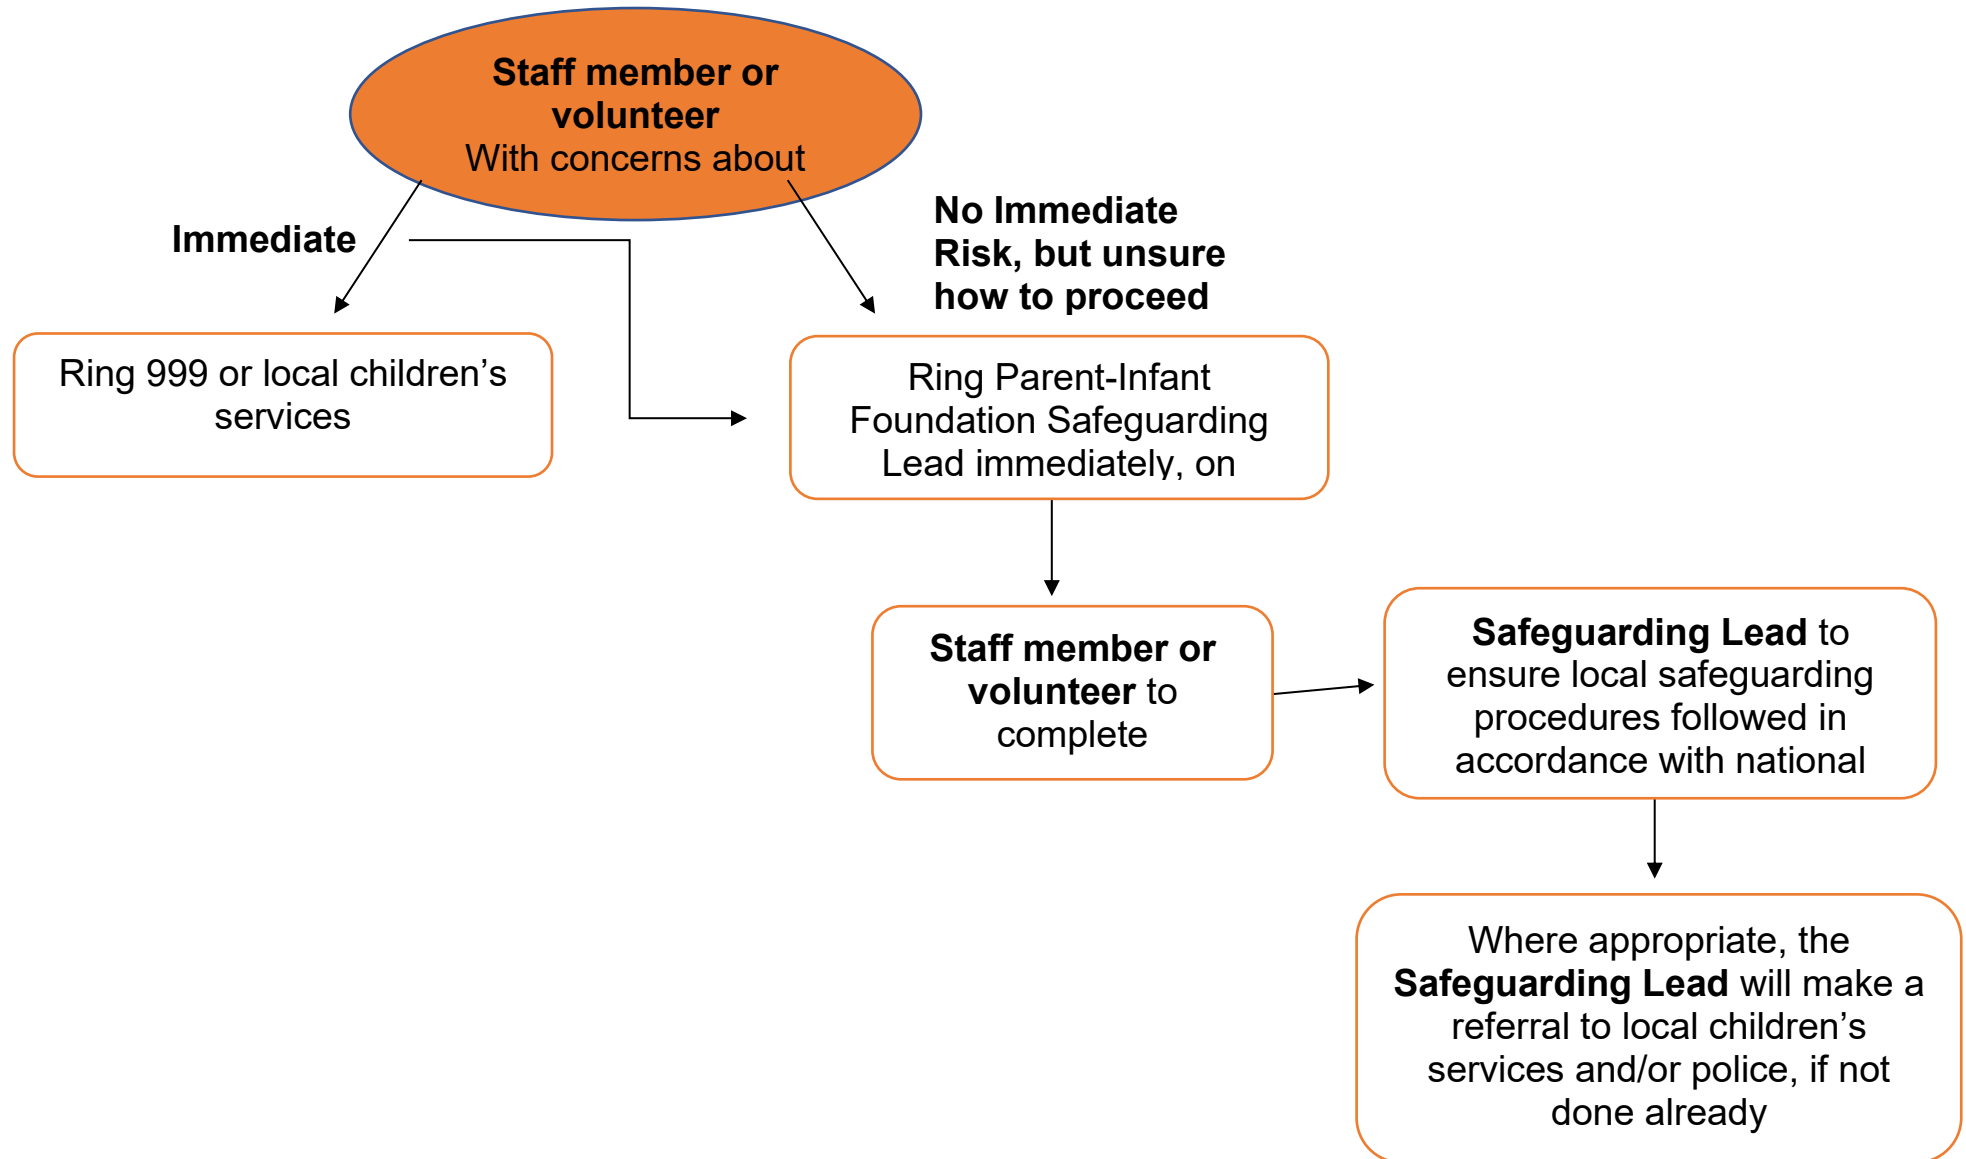 Staff member or
volunteer
With concerns about
Immediate
No Immediate
Risk, but unsure
how to proceed
Ring 999 or local children’s
services
Ring Parent-Infant
Foundation Safeguarding
Lead immediately, on
Staff member or
volunteer to
complete
Safeguarding Lead to
ensure local safeguarding
procedures followed in
accordance with national
Where appropriate, the
Safeguarding Lead will make a
referral to local children’s
services and/or police, if not
done already